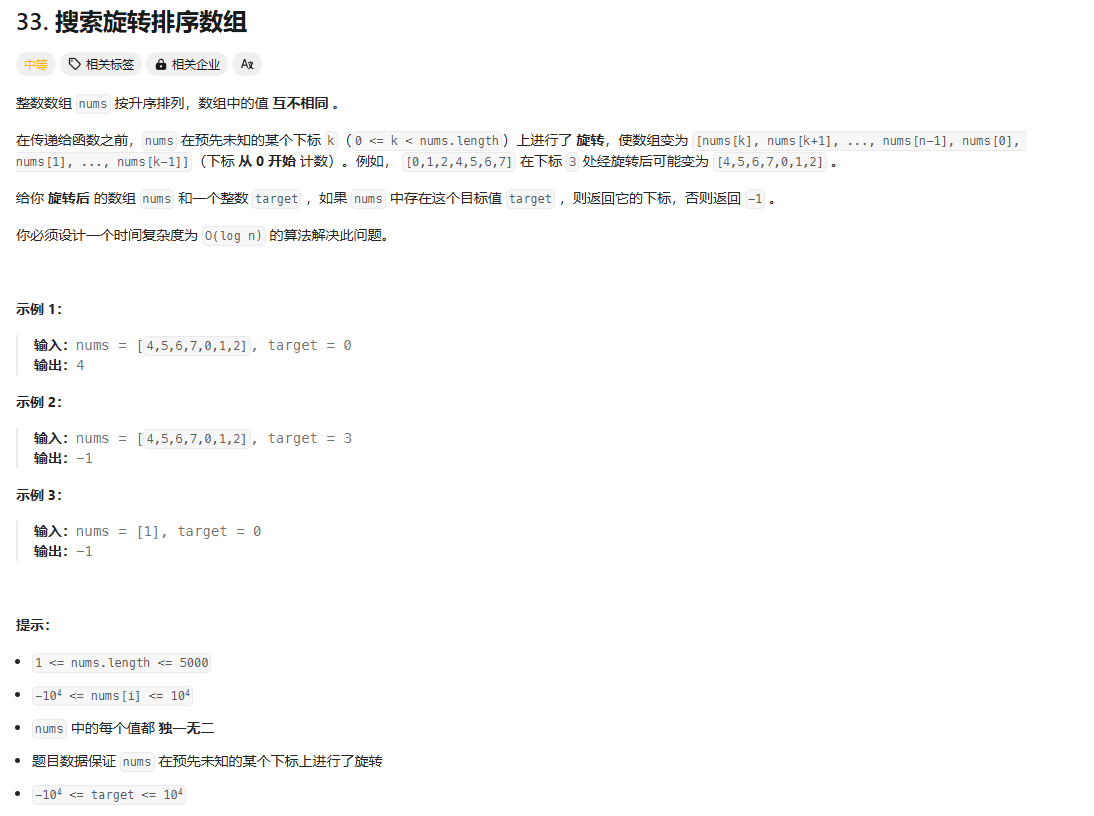 33. 搜索旋转排序数组
中等 相关标签 相关企业 Aあ
整数数组 nums 按升序排列，数组中的值 互不相同 。
在传递给函数之前，nums 在预先未知的某个下标 k（0 <= k < nums.length）上进行了 旋转，使数组变为 [nums[k], nums[k+1], ..., nums[n-1], nums[0],
nums[1], ..., nums[k-1]]（下标 从 0 开始 计数）。例如， [0,1,2,4,5,6,7] 在下标 3 处经旋转后可能变为 [4,5,6,7,0,1,2] 。
给你 旋转后 的数组 nums 和一个整数 target ，如果 nums 中存在这个目标值 target ，则返回它的下标，否则返回 -1 。
你必须设计一个时间复杂度为 O(log n) 的算法解决此问题。
示例 1：
输入：nums = [4,5,6,7,0,1,2], target = 0
输出：4
示例 2：
输入：nums = [4,5,6,7,0,1,2], target = 3
输出：-1
示例 3：
输入：nums = [1], target = 0
输出：-1
提示：
1 <= nums.length <= 5000
-10⁴ <= nums[i] <= 10⁴
nums 中的每个值都 独一无二
题目数据保证 nums 在预先未知的某个下标上进行了旋转
-10⁴ <= target <= 10⁴